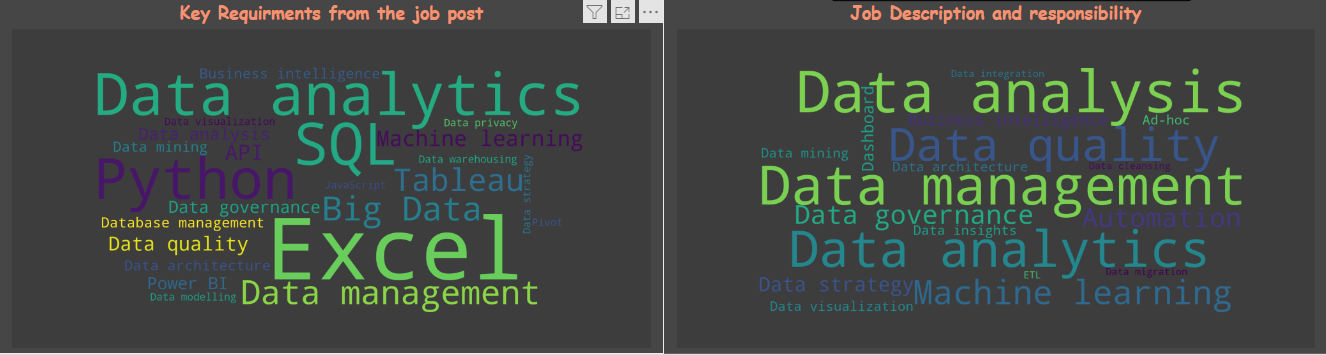 Key Requirments from the job post
Business intelligence
Data analytics
Data visualization
Data privacy
Data analysis
SQL
Machine learning
Data mining
API
Data warehousing
Python
JavaScript
Tableau
Data strategy
Data governance
Big Data
Database management
Pivot
Data quality
Excel
Data architecture
Power BI
Data management
Data modelling
Job Description and responsibility
Data integration
Data analysis
Dashboard
Business intelligence
Ad-hoc
Data quality
Data mining
Data architecture
Data cleansing
Data management
Data governance
Automation
Data insights
Data analytics
ETL
Data migration
Data strategy
Machine learning
Data visualization